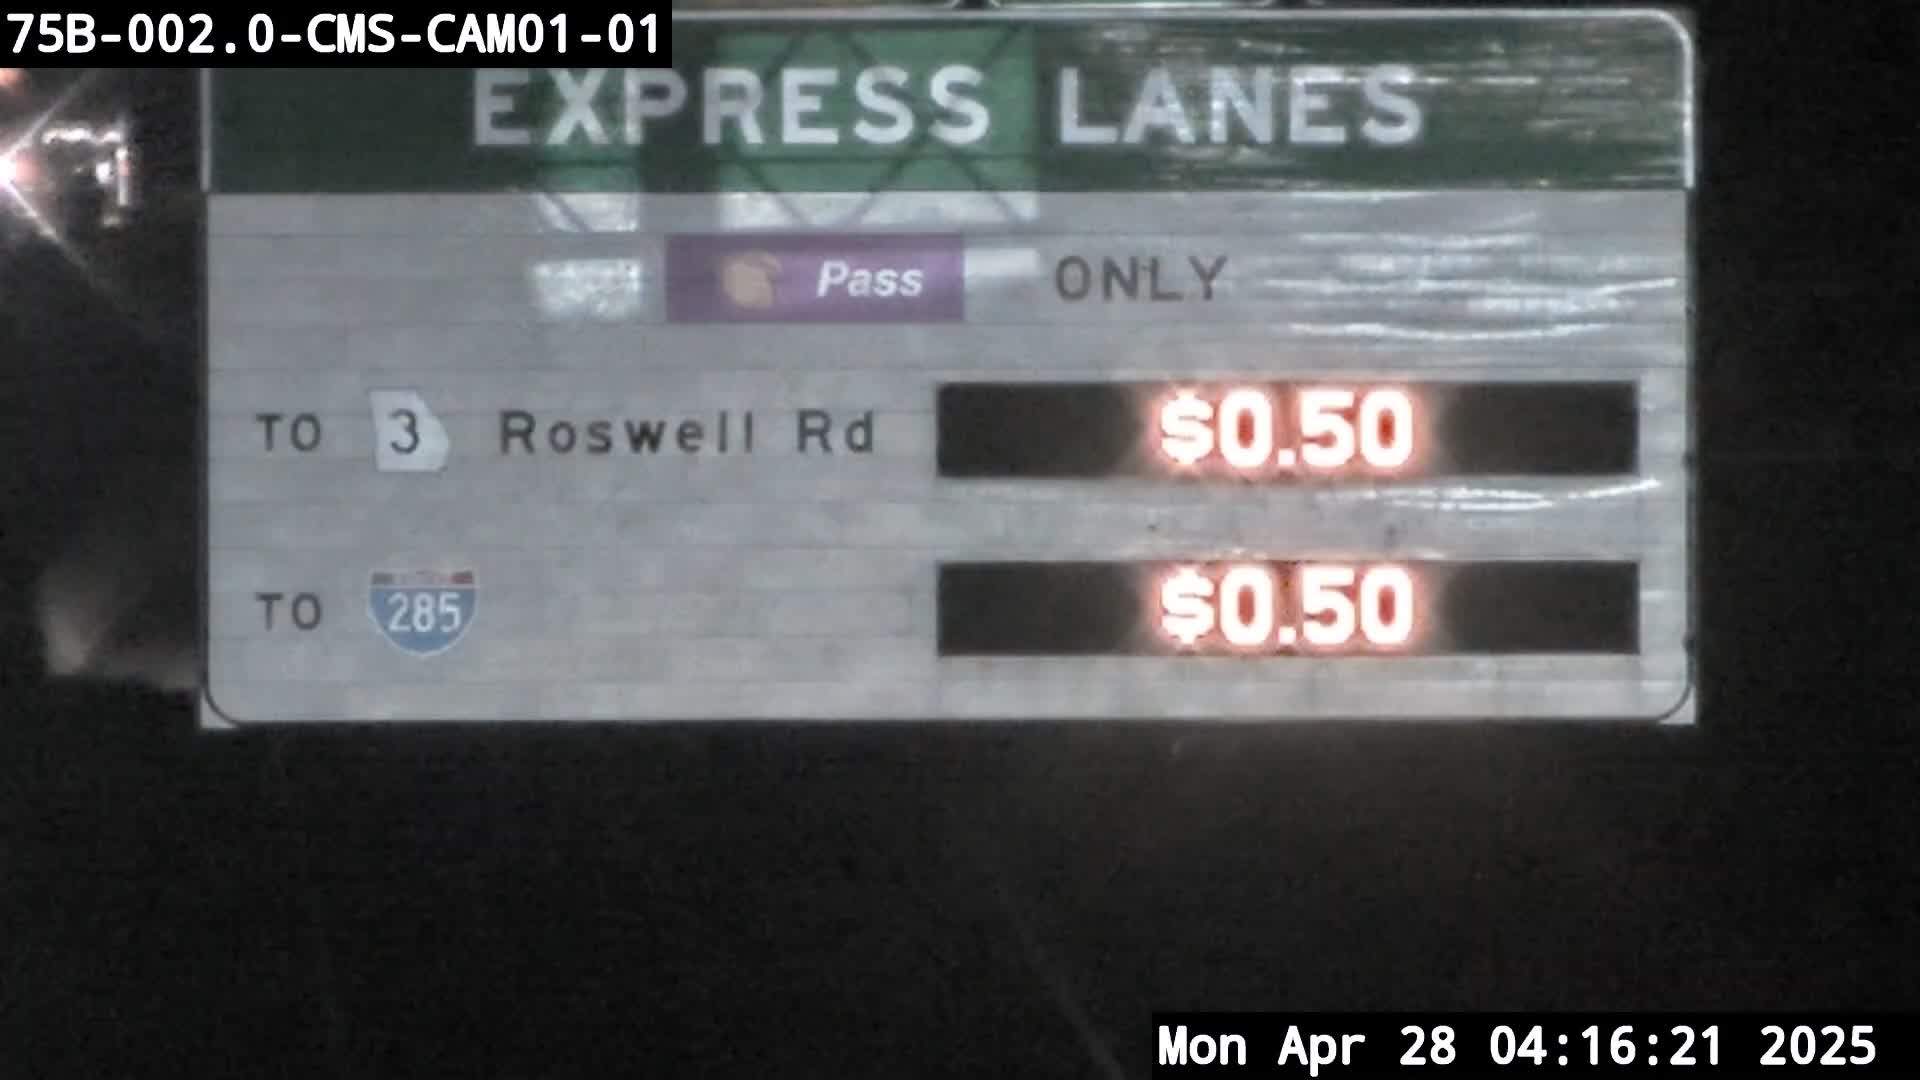 75B-002.0-CMS-CAM01-01
EXPRESS LANES
Pass ONLY
TO 3 Roswell Rd $0.50
TO 285 $0.50
Mon Apr 28 04:16:21 2025